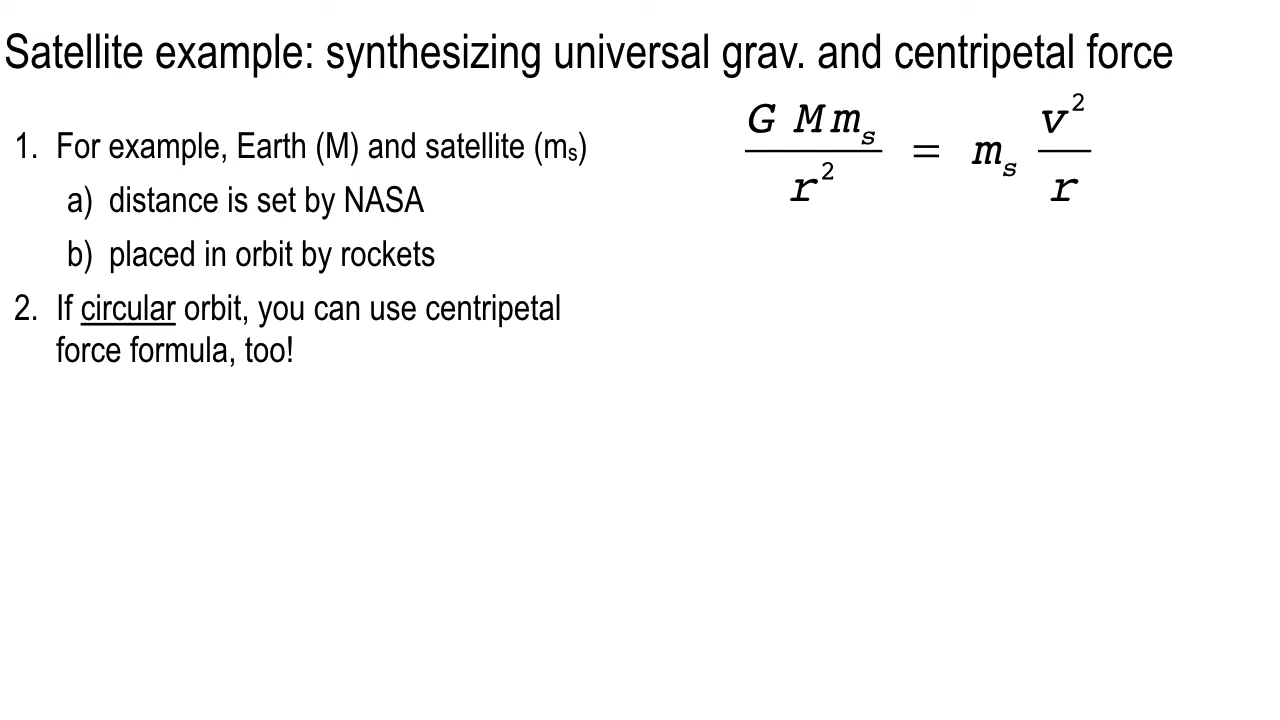 Satellite example: synthesizing universal grav. and centripetal force
1. For example, Earth (M) and satellite (mₛ)
a) distance is set by NASA
b) placed in orbit by rockets
2. If circular orbit, you can use centripetal
force formula, too!
G M mₛ / r² = mₛ v² / r